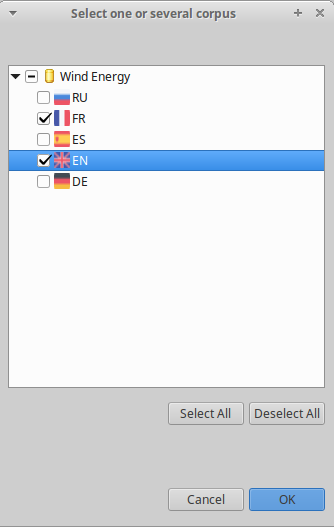 Select one or several corpus
Wind Energy
RU
FR
ES
EN
DE
Select All Deselect All
Cancel OK